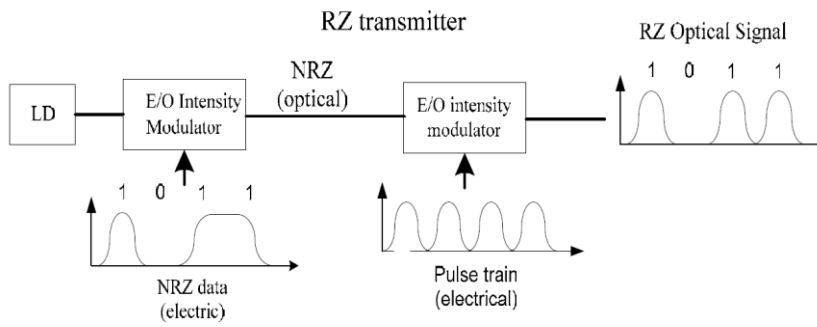 RZ transmitter
RZ Optical Signal
1 0 1 1
LD
E/O Intensity
Modulator
NRZ
(optical)
E/O intensity
modulator
1 0 1 1
NRZ data
(electric)
Pulse train
(electrical)